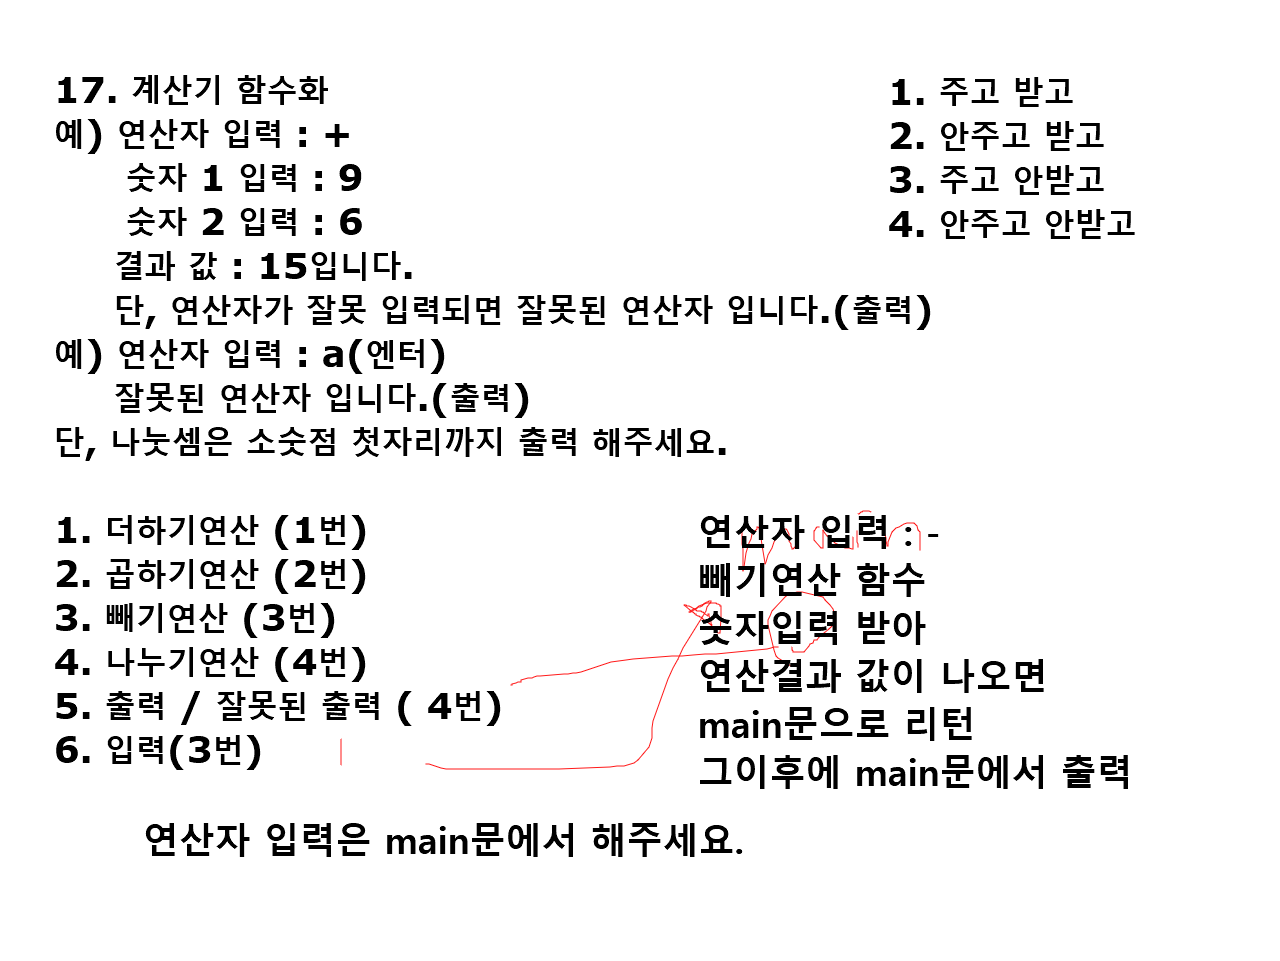 17. 계산기 함수화
예) 연산자 입력 : +
숫자 1 입력 : 9
숫자 2 입력 : 6
결과 값 : 15입니다.
단, 연산자가 잘못 입력되면 잘못된 연산자 입니다.(출력)
예) 연산자 입력 : a(엔터)
잘못된 연산자 입니다.(출력)
단, 나눗셈은 소숫점 첫자리까지 출력 해주세요.
1. 주고 받고
2. 안주고 받고
3. 주고 안받고
4. 안주고 안받고
1. 더하기연산 (1번)
2. 곱하기연산 (2번)
3. 빼기연산 (3번)
4. 나누기연산 (4번)
5. 출력 / 잘못된 출력 ( 4번)
6. 입력(3번)
연산자 입력 : -
main
빼기연산 함수
숫자입력 받아
연산결과 값이 나오면
main문으로 리턴
그이후에 main문에서 출력
연산자 입력은 main문에서 해주세요.